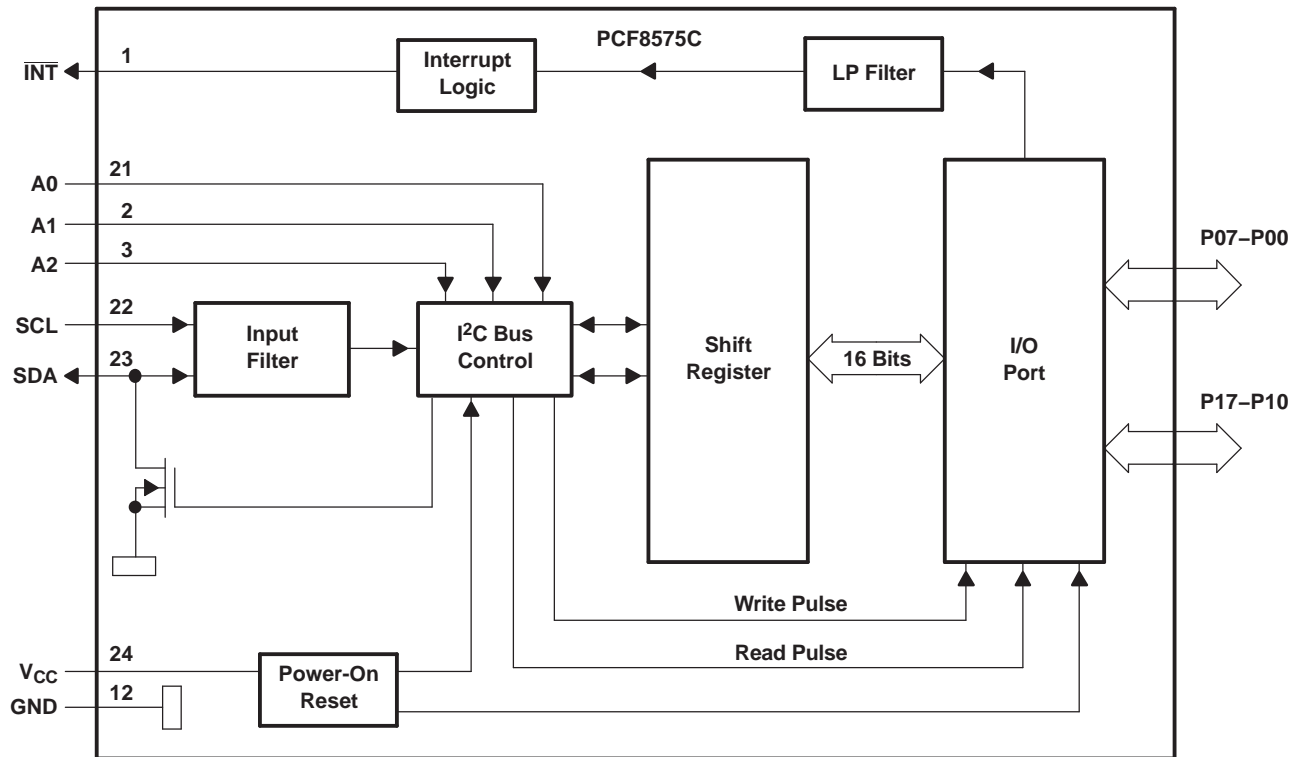 PCF8575C
1
INT
Interrupt
Logic
LP Filter
21
A0
2
A1
3
A2
22
SCL
23
SDA
Input
Filter
I2C Bus
Control
Shift
Register
16 Bits
I/O
Port
P07–P00
P17–P10
Write Pulse
Read Pulse
24
VCC
12
GND
Power-On
Reset